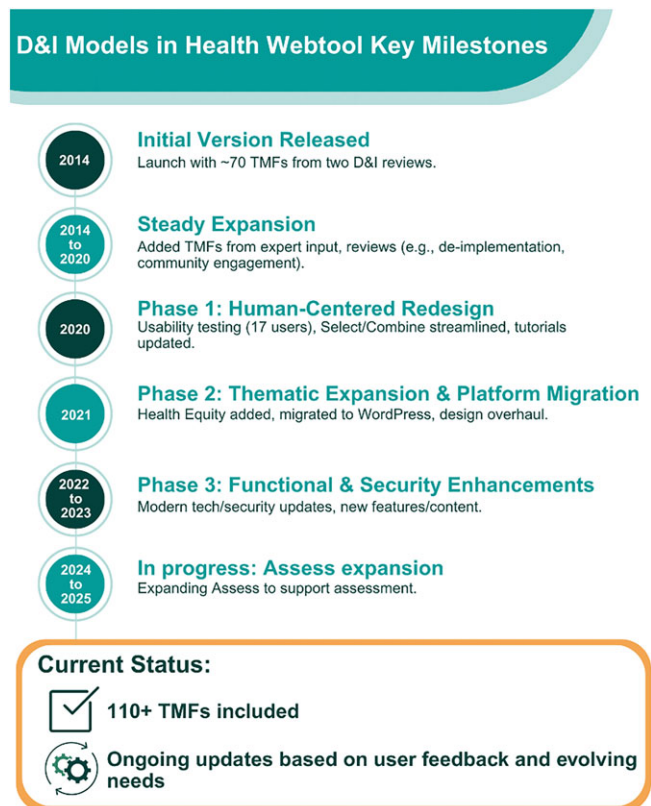 D&I Models in Health Webtool Key Milestones
2014
Initial Version Released
Launch with ~70 TMFs from two D&I reviews.
2014
to
2020
Steady Expansion
Added TMFs from expert input, reviews (e.g., de-implementation,
community engagement).
2020
Phase 1: Human-Centered Redesign
Usability testing (17 users), Select/Combine streamlined, tutorials
updated.
2021
Phase 2: Thematic Expansion & Platform Migration
Health Equity added, migrated to WordPress, design overhaul.
2022
to
2023
Phase 3: Functional & Security Enhancements
Modern tech/security updates, new features/content.
2024
to
2025
In progress: Assess expansion
Expanding Assess to support assessment.
Current Status:
110+ TMFs included
Ongoing updates based on user feedback and evolving
needs